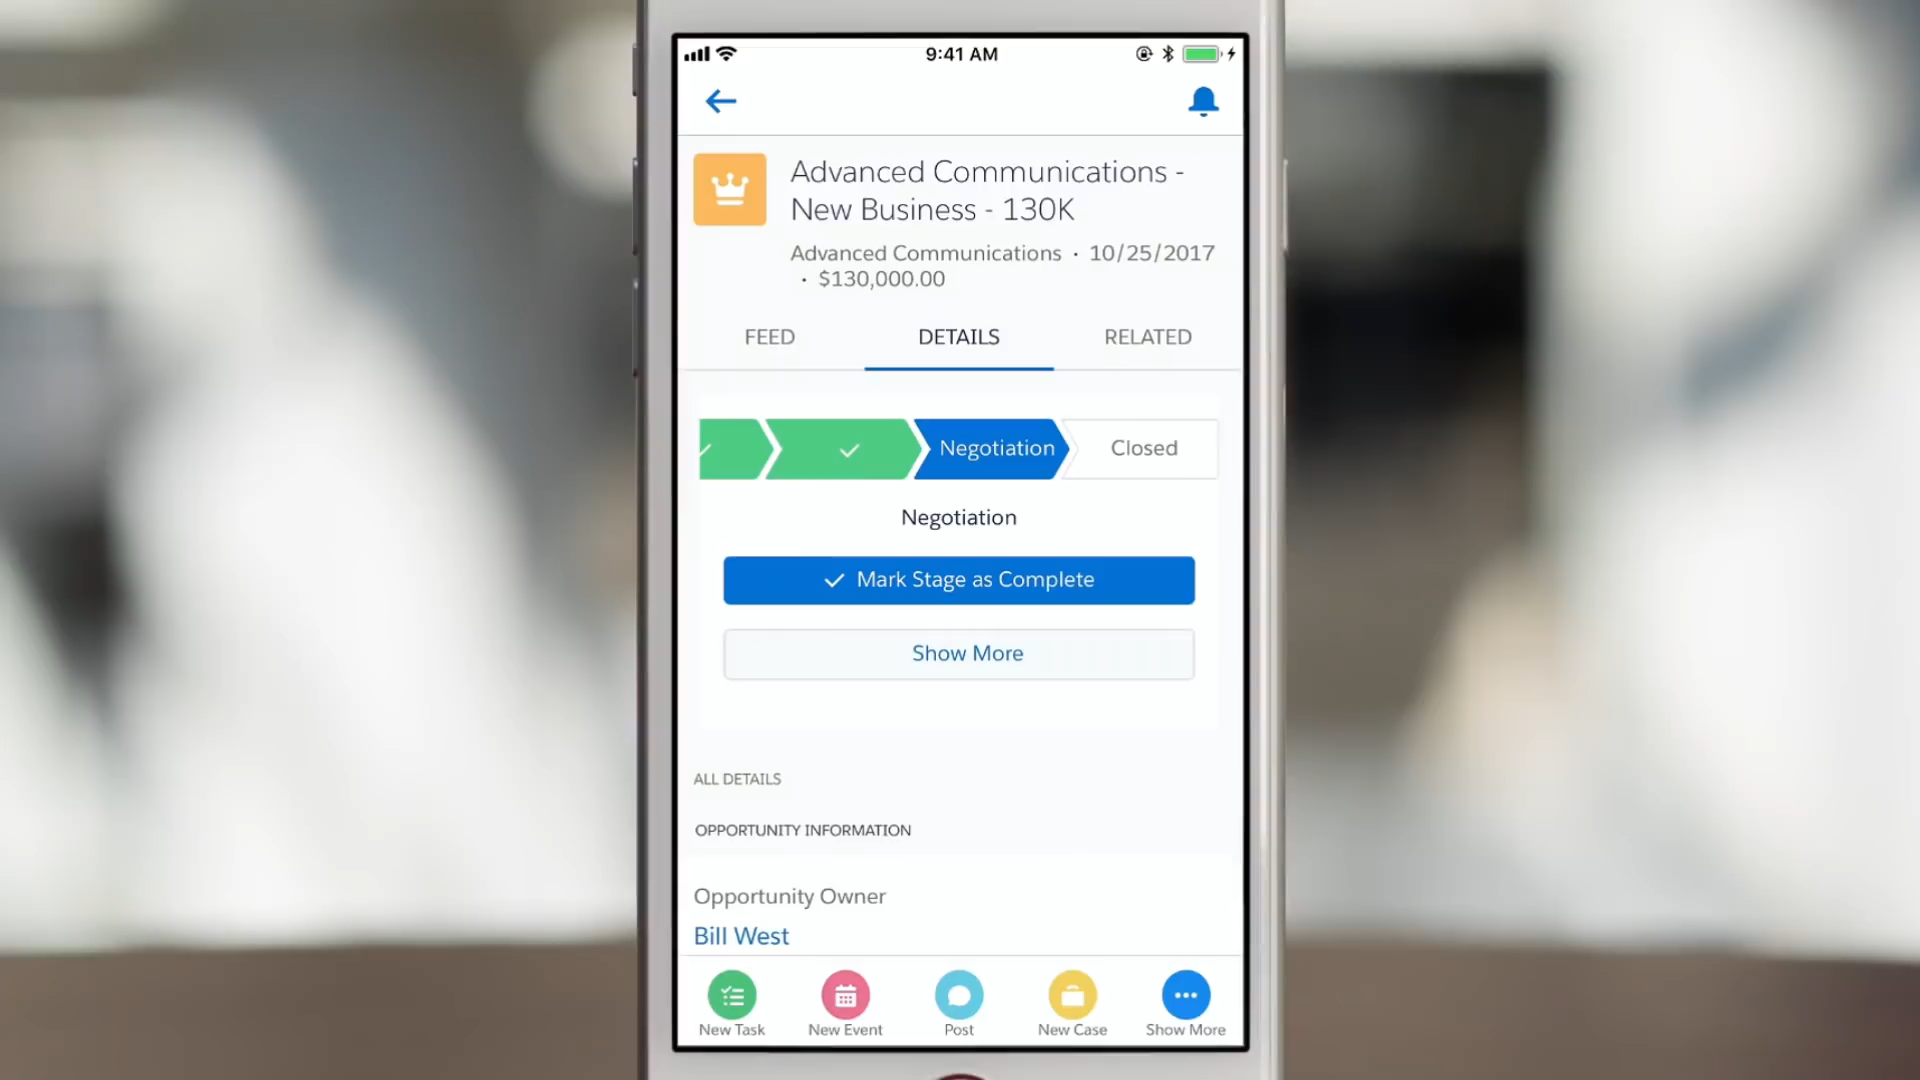 9:41 AM
Advanced Communications -
New Business - 130K
Advanced Communications · 10/25/2017
· $130,000.00
FEED DETAILS RELATED
Negotiation Closed
Negotiation
Mark Stage as Complete
Show More
ALL DETAILS
OPPORTUNITY INFORMATION
Opportunity Owner
Bill West
New Task New Event Post New Case Show More